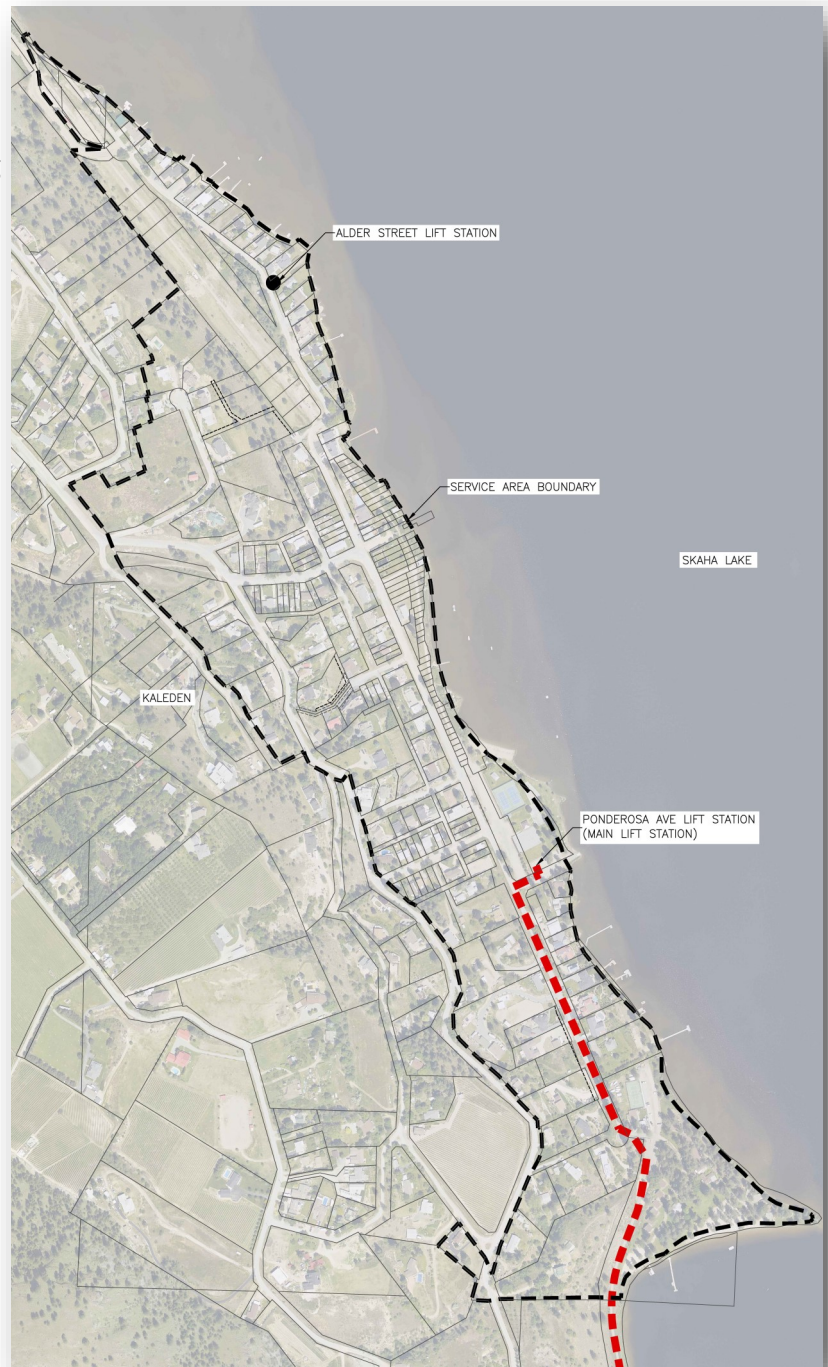 ALDER STREET LIFT STATION
SERVICE AREA BOUNDARY
SKAHA LAKE
KALEDEN
PONDEROSA AVE LIFT STATION
(MAIN LIFT STATION)